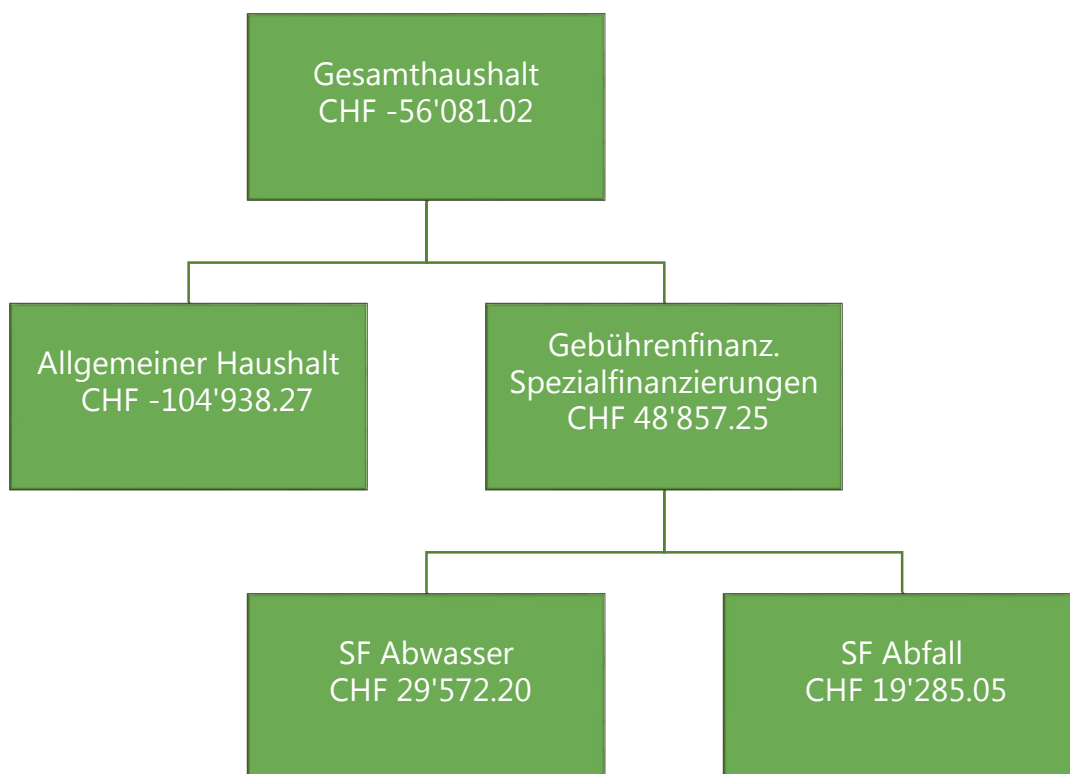 Gesamthaushalt
CHF -56'081.02
Allgemeiner Haushalt
CHF -104'938.27
Gebührenfinanz.
Spezialfinanzierungen
CHF 48'857.25
SF Abwasser
CHF 29'572.20
SF Abfall
CHF 19'285.05